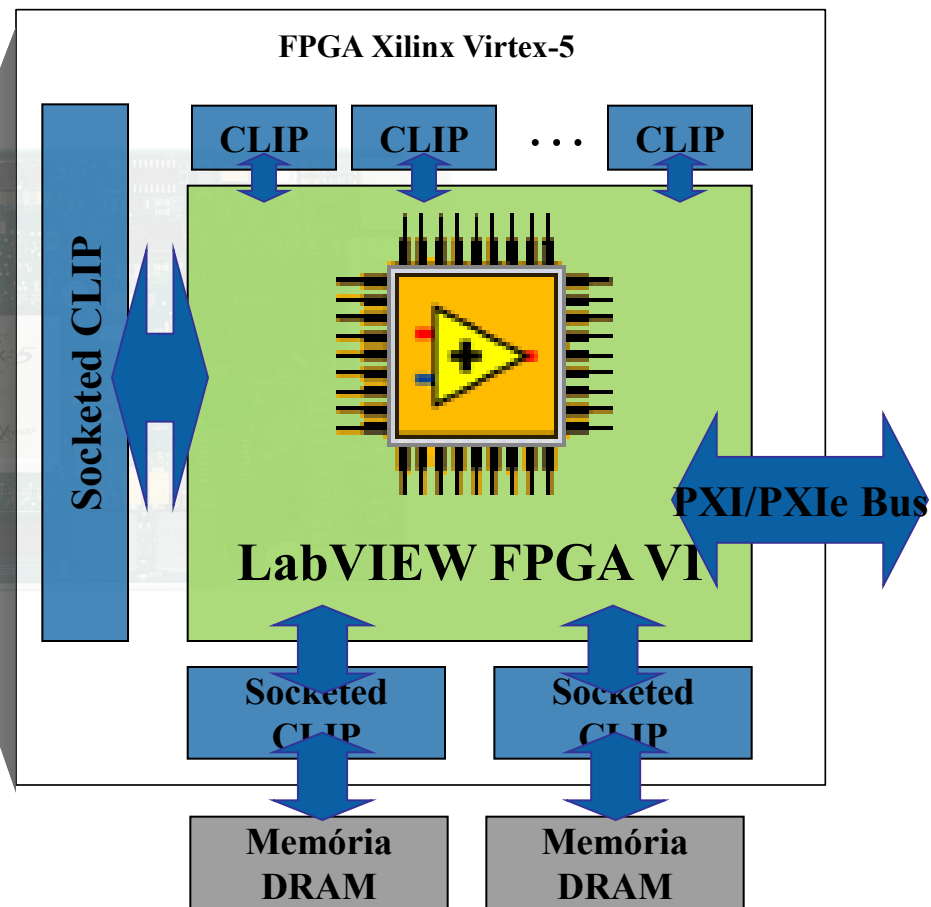 FPGA Xilinx Virtex-5
CLIP
CLIP
. . .
CLIP
Socketed CLIP
PXI/PXIe Bus
LabVIEW FPGA VI
Socketed
CLIP
Socketed
CLIP
Memória
DRAM
Memória
DRAM